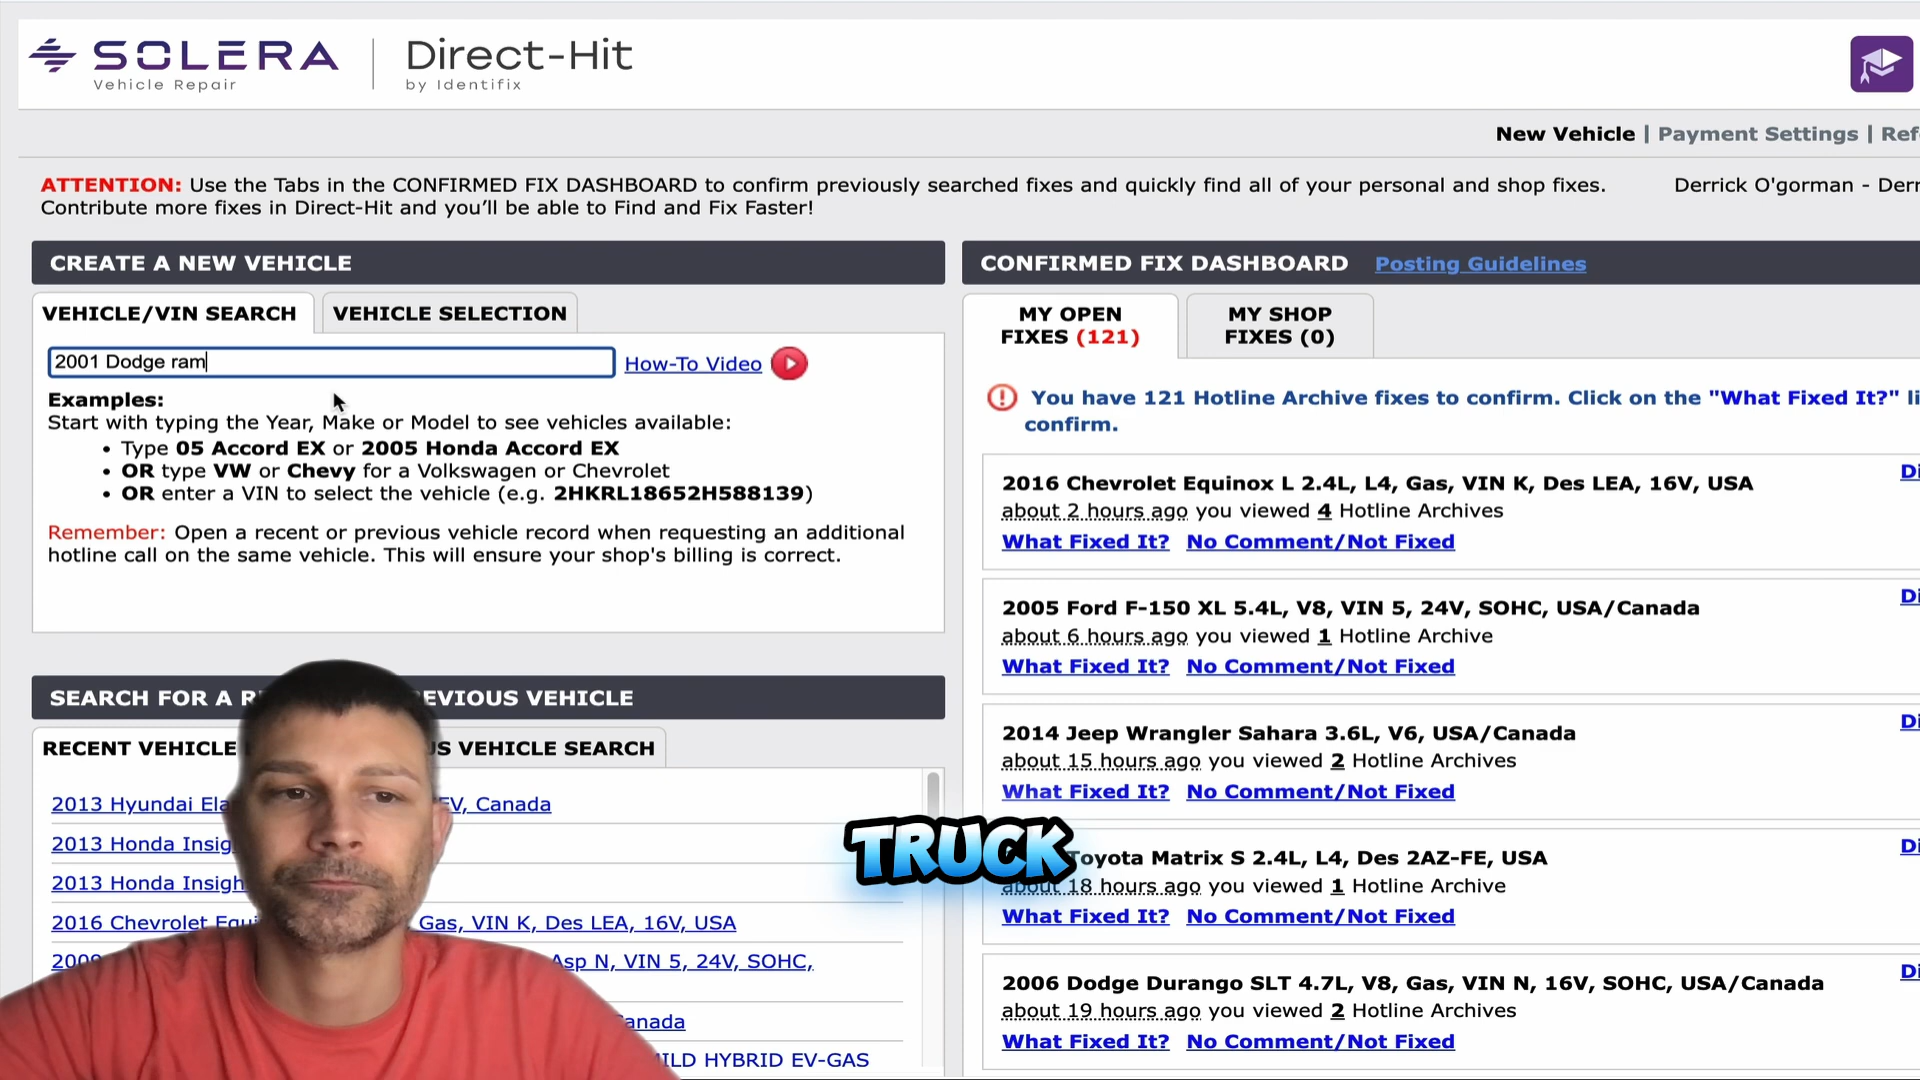 SOLERA
Vehicle Repair
Direct-Hit
by Identifix
New Vehicle | Payment Settings |
ATTENTION: Use the Tabs in the CONFIRMED FIX DASHBOARD to confirm previously searched fixes and quickly find all of your personal and shop fixes.
Contribute more fixes in Direct-Hit and you’ll be able to Find and Fix Faster!
Derrick O'gorman -
CREATE A NEW VEHICLE
VEHICLE/VIN SEARCH
VEHICLE SELECTION
2001 Dodge ram
How-To Video
Examples:
Start with typing the Year, Make or Model to see vehicles available:
• Type 05 Accord EX or 2005 Honda Accord EX
• OR type VW or Chevy for a Volkswagen or Chevrolet
• OR enter a VIN to select the vehicle (e.g. 2HKRL18652H588139)
Remember: Open a recent or previous vehicle record when requesting an additional
hotline call on the same vehicle. This will ensure your shop's billing is correct.
SEARCH FOR A
VEHICLE
RECENT VEHICLE
VEHICLE SEARCH
2013 Hyundai
Canada
2013 Honda
2013 Honda Insight
2016 Chevrolet
Gas, VIN K, Des LEA, 16V, USA
Asp N, VIN 5, 24V, SOHC,
HYBRID EV-GAS
CONFIRMED FIX DASHBOARD Posting Guidelines
MY OPEN
FIXES (121)
MY SHOP
FIXES (0)
You have 121 Hotline Archive fixes to confirm. Click on the "What Fixed It?"
confirm.
2016 Chevrolet Equinox L 2.4L, L4, Gas, VIN K, Des LEA, 16V, USA
about 2 hours ago you viewed 4 Hotline Archives
What Fixed It? No Comment/Not Fixed
2005 Ford F-150 XL 5.4L, V8, VIN 5, 24V, SOHC, USA/Canada
about 6 hours ago you viewed 1 Hotline Archive
What Fixed It? No Comment/Not Fixed
2014 Jeep Wrangler Sahara 3.6L, V6, USA/Canada
about 15 hours ago you viewed 2 Hotline Archives
What Fixed It? No Comment/Not Fixed
TRUCK
Toyota Matrix S 2.4L, L4, Des 2AZ-FE, USA
about 18 hours ago you viewed 1 Hotline Archive
What Fixed It? No Comment/Not Fixed
2006 Dodge Durango SLT 4.7L, V8, Gas, VIN N, 16V, SOHC, USA/Canada
about 19 hours ago you viewed 2 Hotline Archives
What Fixed It? No Comment/Not Fixed